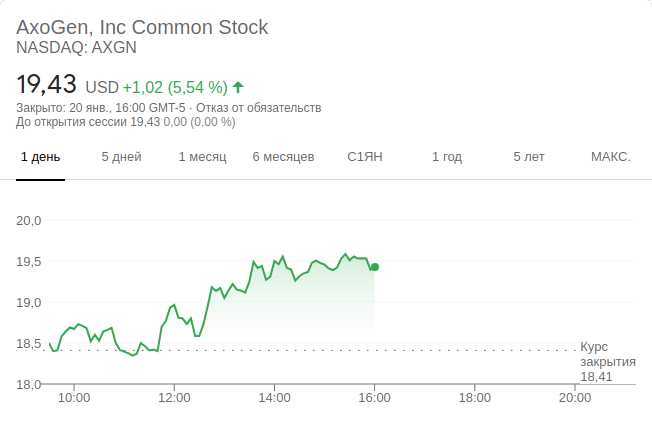 AxoGen, Inc Common Stock
NASDAQ: AXGN
19,43 USD +1,02 (5,54 %)
Закрыто: 20 янв., 16:00 GMT-5 · Отказ от обязательств
До открытия сессии 19,43 0,00 (0,00 %)
1 день 5 дней 1 месяц 6 месяцев С1ЯН 1 год 5 лет МАКС.
20,0
19,5
19,0
18,5
18,0
Курс
закрытия
18,41
10:00 12:00 14:00 16:00 18:00 20:00